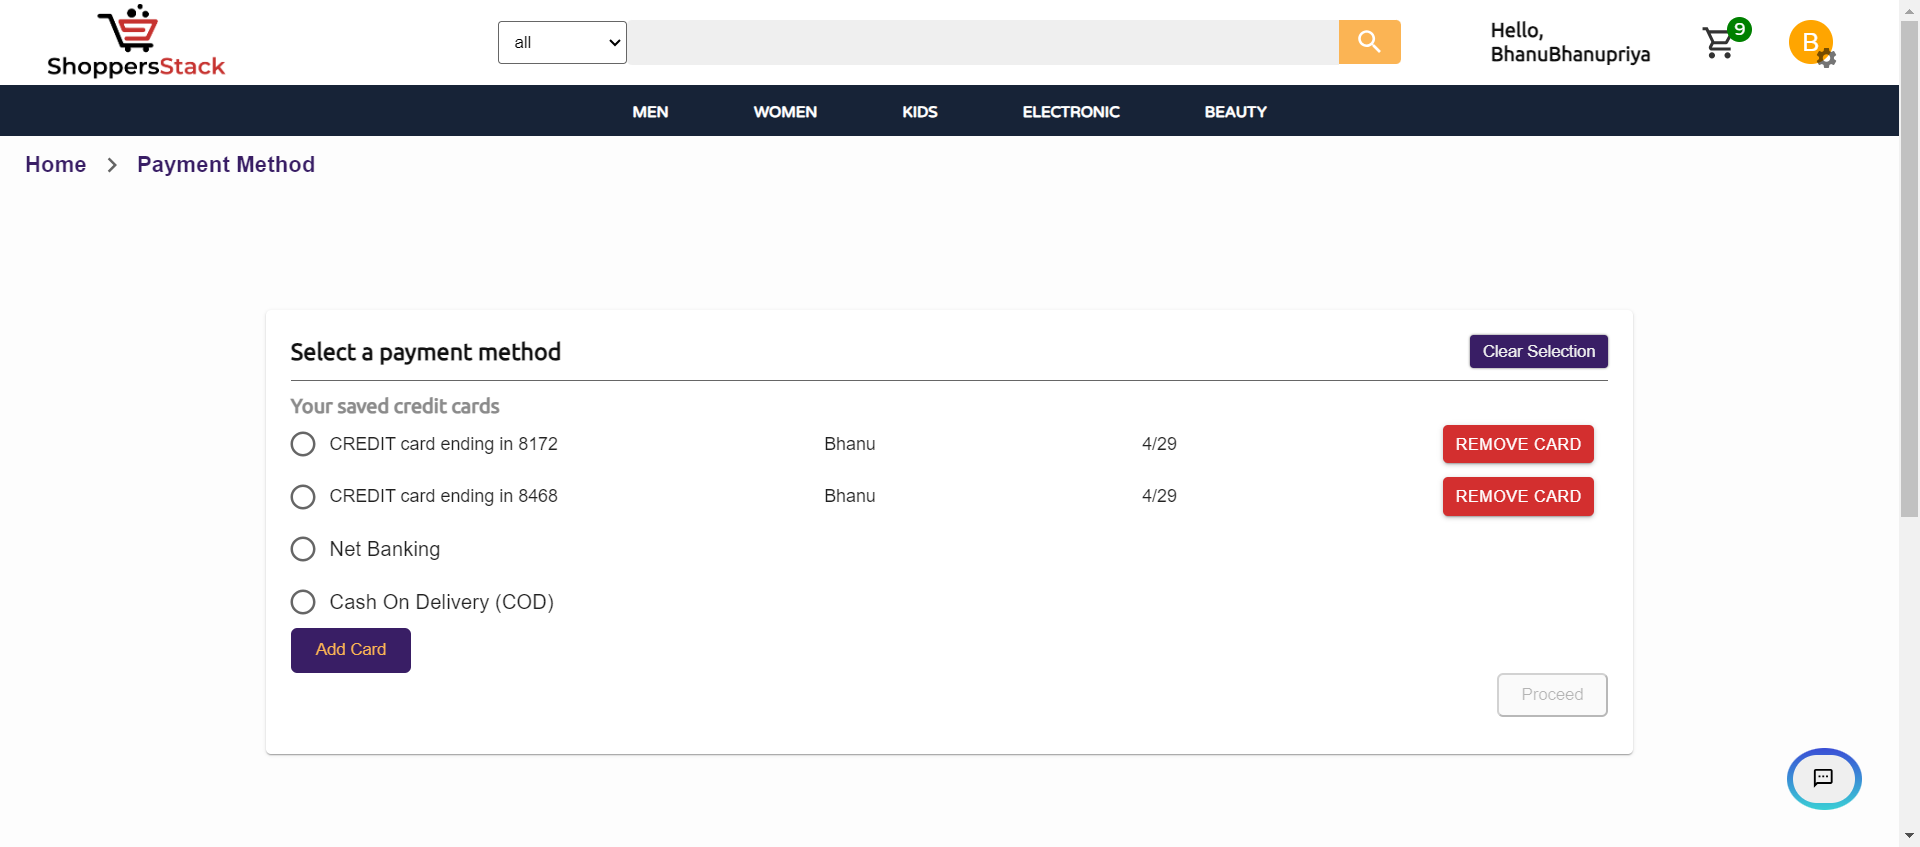 ShoppersStack
all
Hello,
BhanuBhanupriya
9
B
MEN WOMEN KIDS ELECTRONIC BEAUTY
Home > Payment Method
Select a payment method
Clear Selection
Your saved credit cards
CREDIT card ending in 8172 Bhanu 4/29 REMOVE CARD
CREDIT card ending in 8468 Bhanu 4/29 REMOVE CARD
Net Banking
Cash On Delivery (COD)
Add Card
Proceed